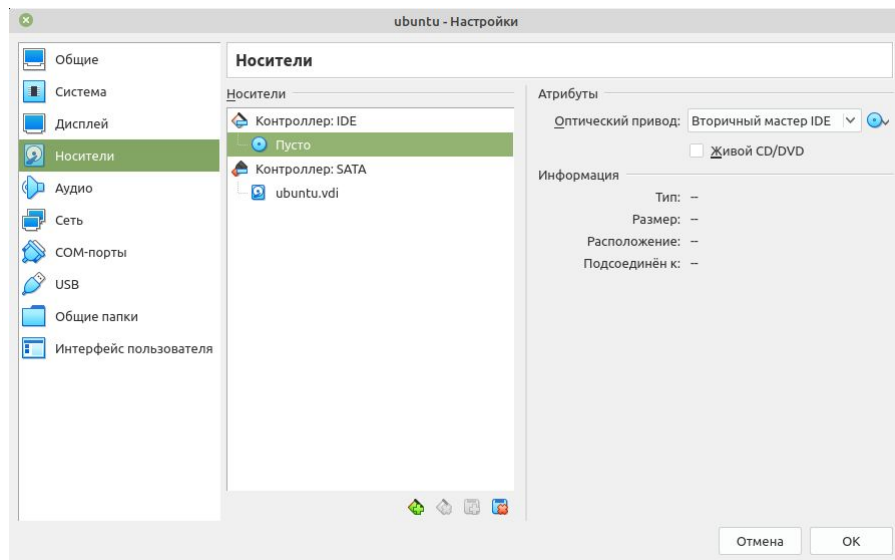 ubuntu - Настройки
Общие
Система
Дисплей
Носители
Аудио
Сеть
COM-порты
USB
Общие папки
Интерфейс пользователя
Носители
Носители
Контроллер: IDE
Пусто
Контроллер: SATA
ubuntu.vdi
Атрибуты
Оптический привод: Вторичный мастер IDE
Живой CD/DVD
Информация
Тип: --
Размер: --
Расположение: --
Подсоединён к: --
Отмена
OK